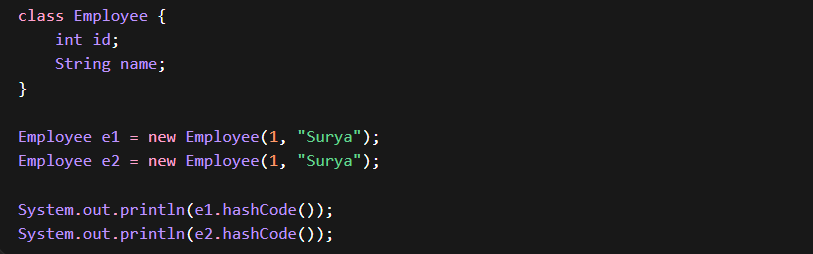 class Employee {
    int id;
    String name;
}

Employee e1 = new Employee(1, "Surya");
Employee e2 = new Employee(1, "Surya");

System.out.println(e1.hashCode());
System.out.println(e2.hashCode());